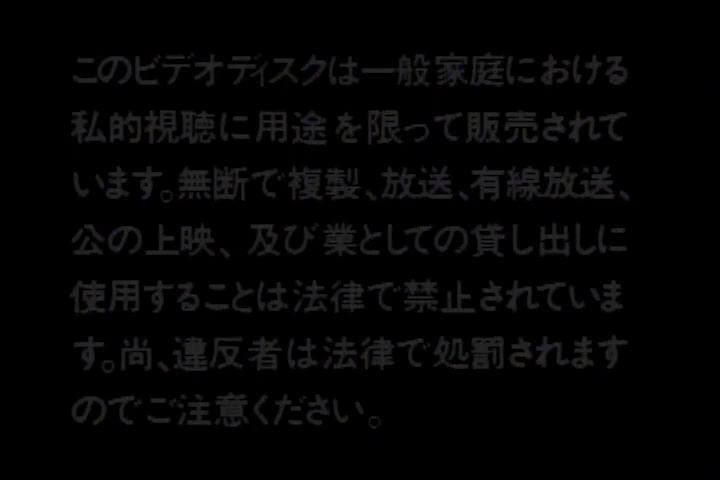 このビデオディスクは一般家庭における
私的視聴に用途を限って販売されて
います。無断で複製、放送、有線放送、
公の上映、及び業としての貸し出しに
使用することは法律で禁止されていま
す。尚、違反者は法律で処罰されます
のでご注意ください。